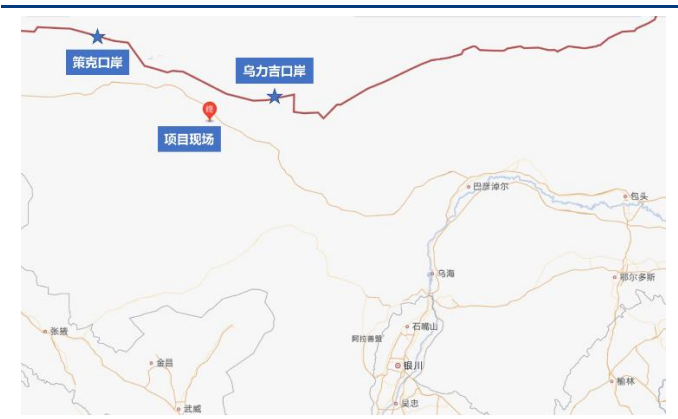 策克口岸
乌力吉口岸
终
项目现场
巴彦淖尔
包头
乌海
鄂尔多斯
石嘴山
张掖
阿拉善盟
金昌
银川
榆林
吴忠
武威